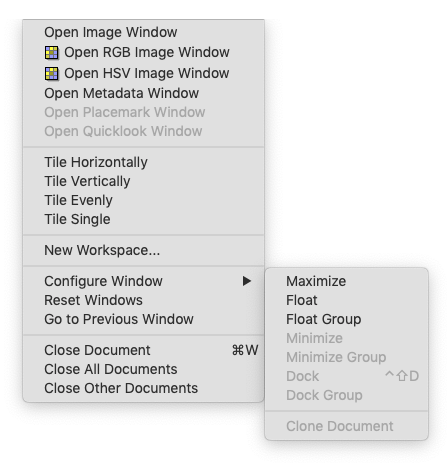 Open Image Window
Open RGB Image Window
Open HSV Image Window
Open Metadata Window
Open Placemark Window
Open Quicklook Window
Tile Horizontally
Tile Vertically
Tile Evenly
Tile Single
New Workspace...
Configure Window ▶
Reset Windows
Go to Previous Window
Close Document ⌘W
Close All Documents
Close Other Documents
Maximize
Float
Float Group
Minimize
Minimize Group
Dock ^⇧D
Dock Group
Clone Document